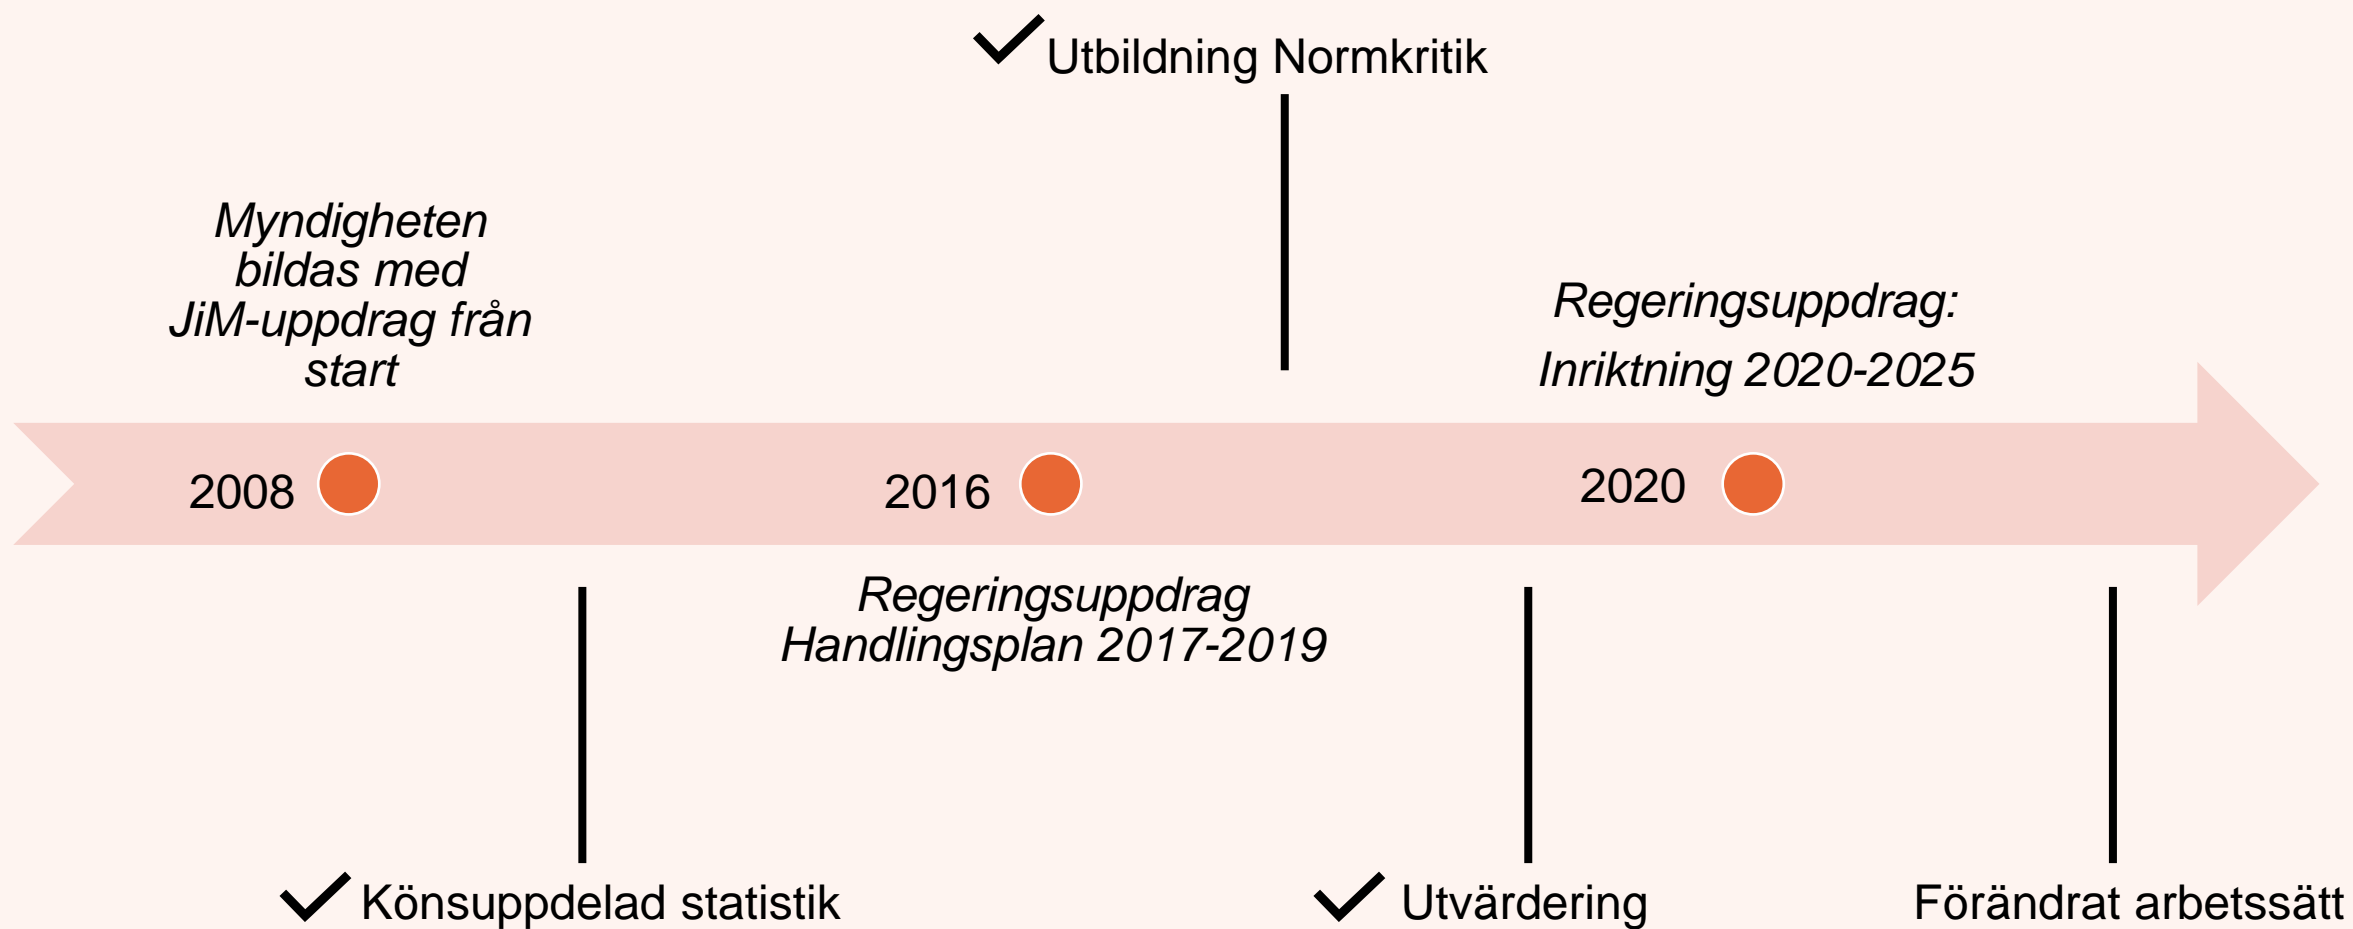 Utbildning Normkritik
Myndigheten
bildas med
JiM-uppdrag från
start
Regeringsuppdrag:
Inriktning 2020-2025
2008
2016
2020
Regeringsuppdrag
Handlingsplan 2017-2019
Könsuppdelad statistik
Utvärdering
Förändrat arbetssätt